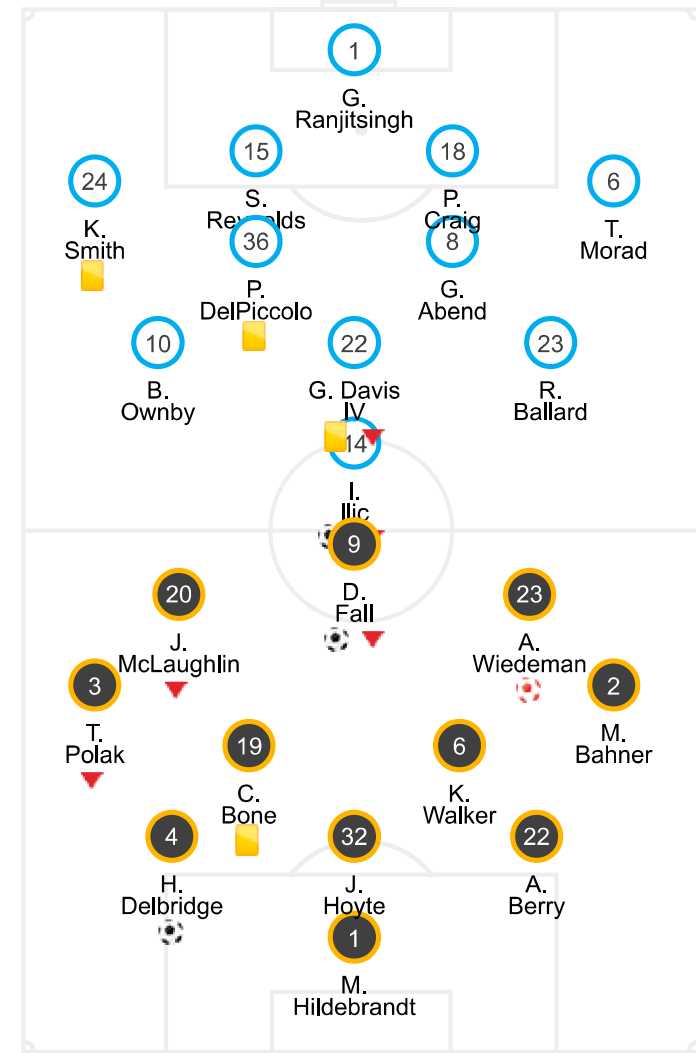 1
G.
Ranjitsingh
15
18
24
6
S.
Reynolds
P.
Craig
K.
Smith
T.
Morad
36
8
P.
DelPiccolo
G.
Abend
10
22
23
B.
Ownby
G. Davis
IV
R.
Ballard
14
I.
Ilic
9
D.
Fall
20
23
J.
McLaughlin
A.
Wiedeman
3
2
T.
Polak
M.
Bahner
19
6
C.
Bone
K.
Walker
4
32
22
H.
Delbridge
J.
Hoyte
A.
Berry
1
M.
Hildebrandt